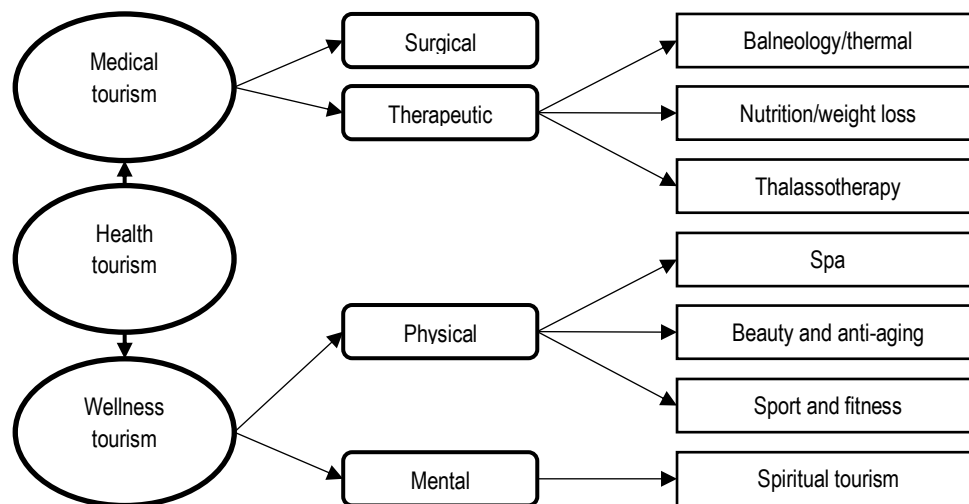 Medical
tourism
Surgical
Therapeutic
Balneology/thermal
Nutrition/weight loss
Thalassotherapy
Health
tourism
Wellness
tourism
Physical
Mental
Spa
Beauty and anti-aging
Sport and fitness
Spiritual tourism